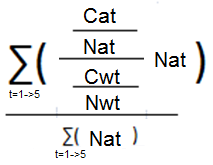 Cat
Nat
∑( Nat )
Cwt
t=1->5
Nwt
∑( Nat )
t=1->5